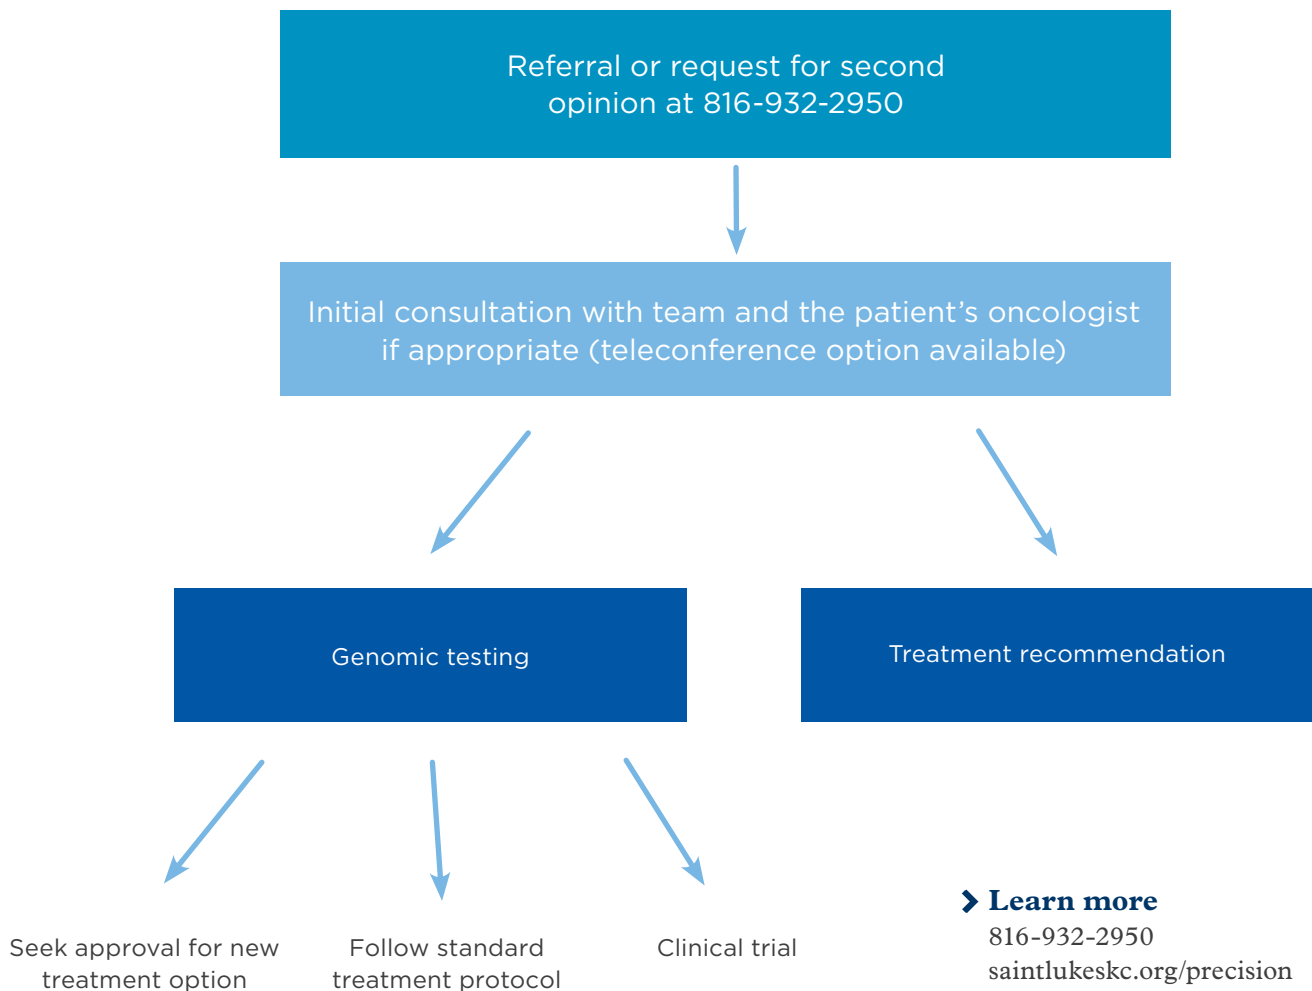 Referral or request for second
opinion at 816-932-2950
Initial consultation with team and the patient’s oncologist
if appropriate (teleconference option available)
Genomic testing
Treatment recommendation
Seek approval for new
treatment option
Follow standard
treatment protocol
Clinical trial
Learn more
816-932-2950
saintlukeskc.org/precision